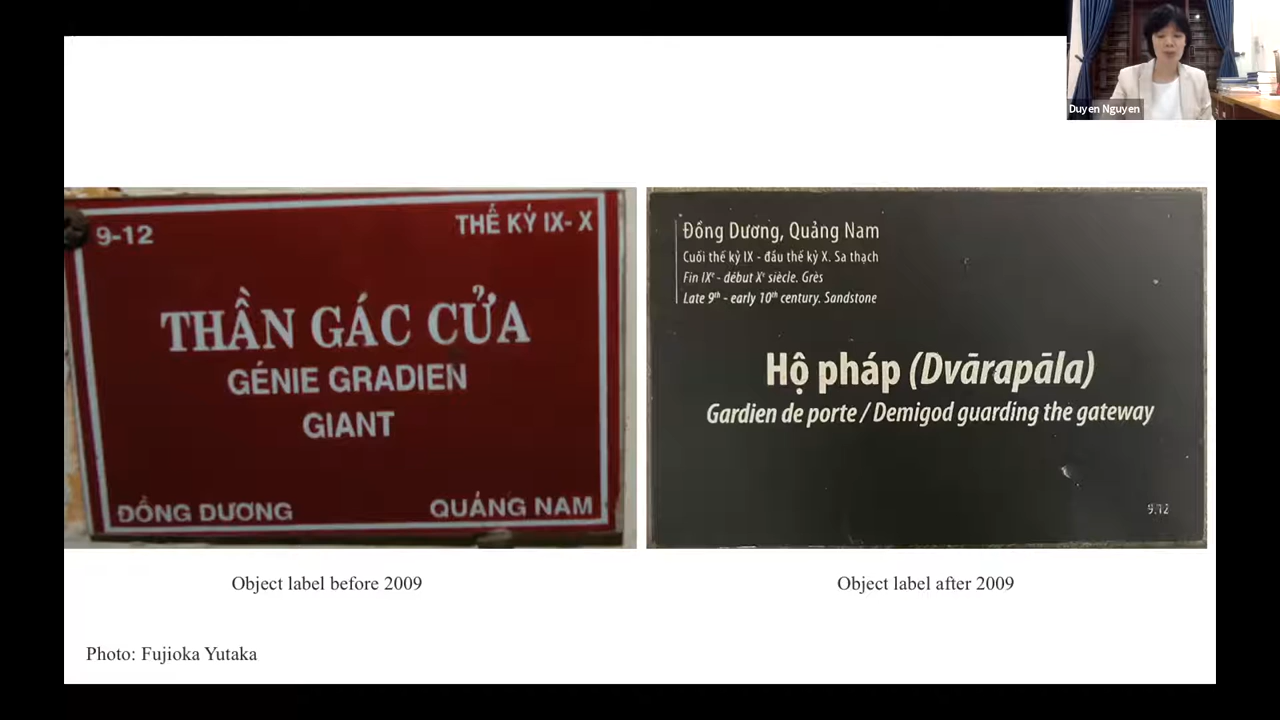 Duyen Nguyen
9-12
THẾ KỶ IX- X
THẦN GÁC CỬA
GÉNIE GRADIEN
GIANT
ĐỒNG DƯƠNG
QUẢNG NAM
Đồng Dương, Quảng Nam
Cuối thế kỷ IX - đầu thế kỷ X. Sa thạch
Fin IXᵉ - début Xᵉ siècle. Grès
Late 9ᵗʰ - early 10ᵗʰ century. Sandstone
Hộ pháp (Dvārapāla)
Gardien de porte / Demigod guarding the gateway
9.12
Object label before 2009
Object label after 2009
Photo: Fujioka Yutaka